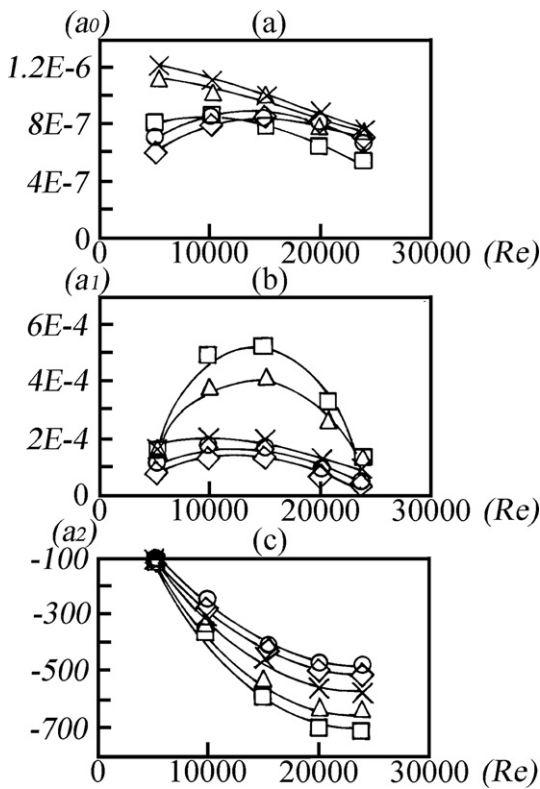 (a0) (a)
1.2E-6
8E-7
4E-7
0
10000 20000 30000 (Re)
(a1) (b)
6E-4
4E-4
2E-4
0
0 10000 20000 30000 (Re)
(a2) (c)
-100
-300
-500
-700
0 10000 20000 30000 (Re)